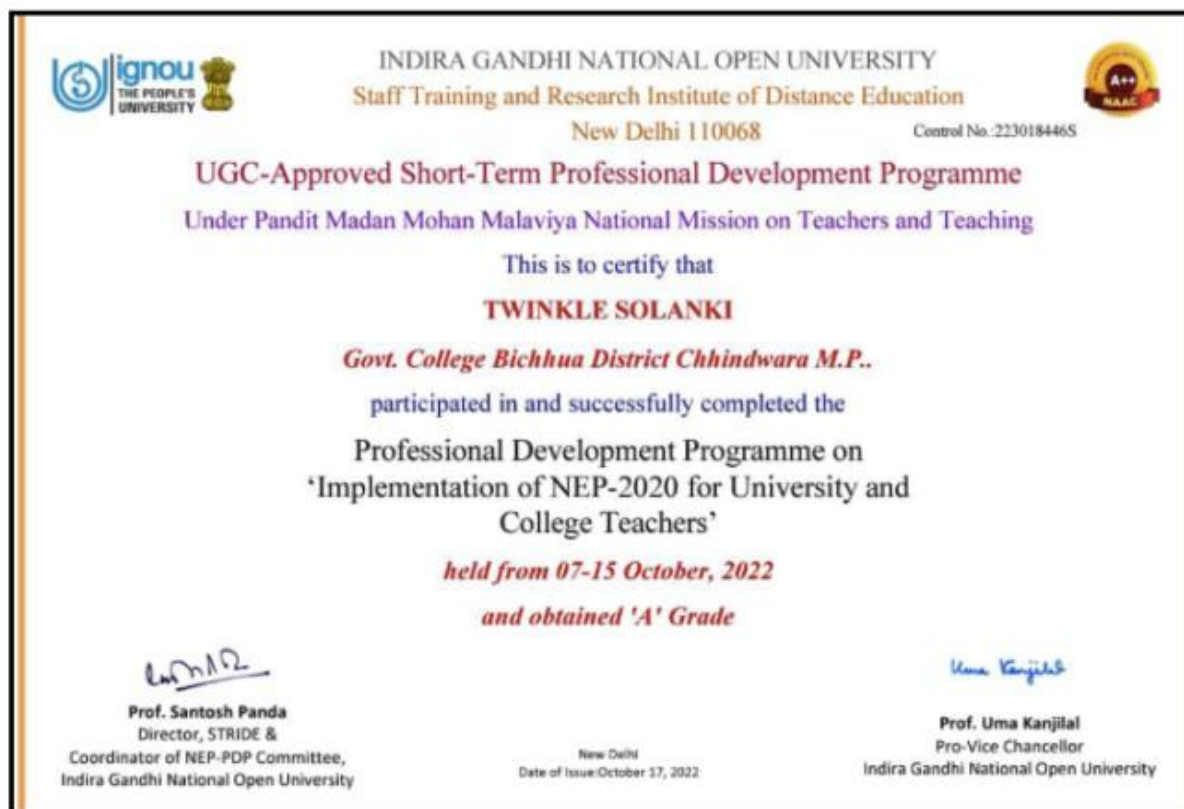 ignou
THE PEOPLE'S
UNIVERSITY
INDIRA GANDHI NATIONAL OPEN UNIVERSITY
Staff Training and Research Institute of Distance Education
New Delhi 110068
Control No.:223018446S
A++
NAAC
UGC-Approved Short-Term Professional Development Programme
Under Pandit Madan Mohan Malaviya National Mission on Teachers and Teaching
This is to certify that
TWINKLE SOLANKI
Govt. College Bichhua District Chhindwara M.P..
participated in and successfully completed the
Professional Development Programme on
‘Implementation of NEP-2020 for University and
College Teachers’
held from 07-15 October, 2022
and obtained 'A' Grade
Prof. Santosh Panda
Director, STRIDE &
Coordinator of NEP-PDP Committee,
Indira Gandhi National Open University
New Delhi
Date of Issue:October 17, 2022
Uma Kanjilal
Prof. Uma Kanjilal
Pro-Vice Chancellor
Indira Gandhi National Open University